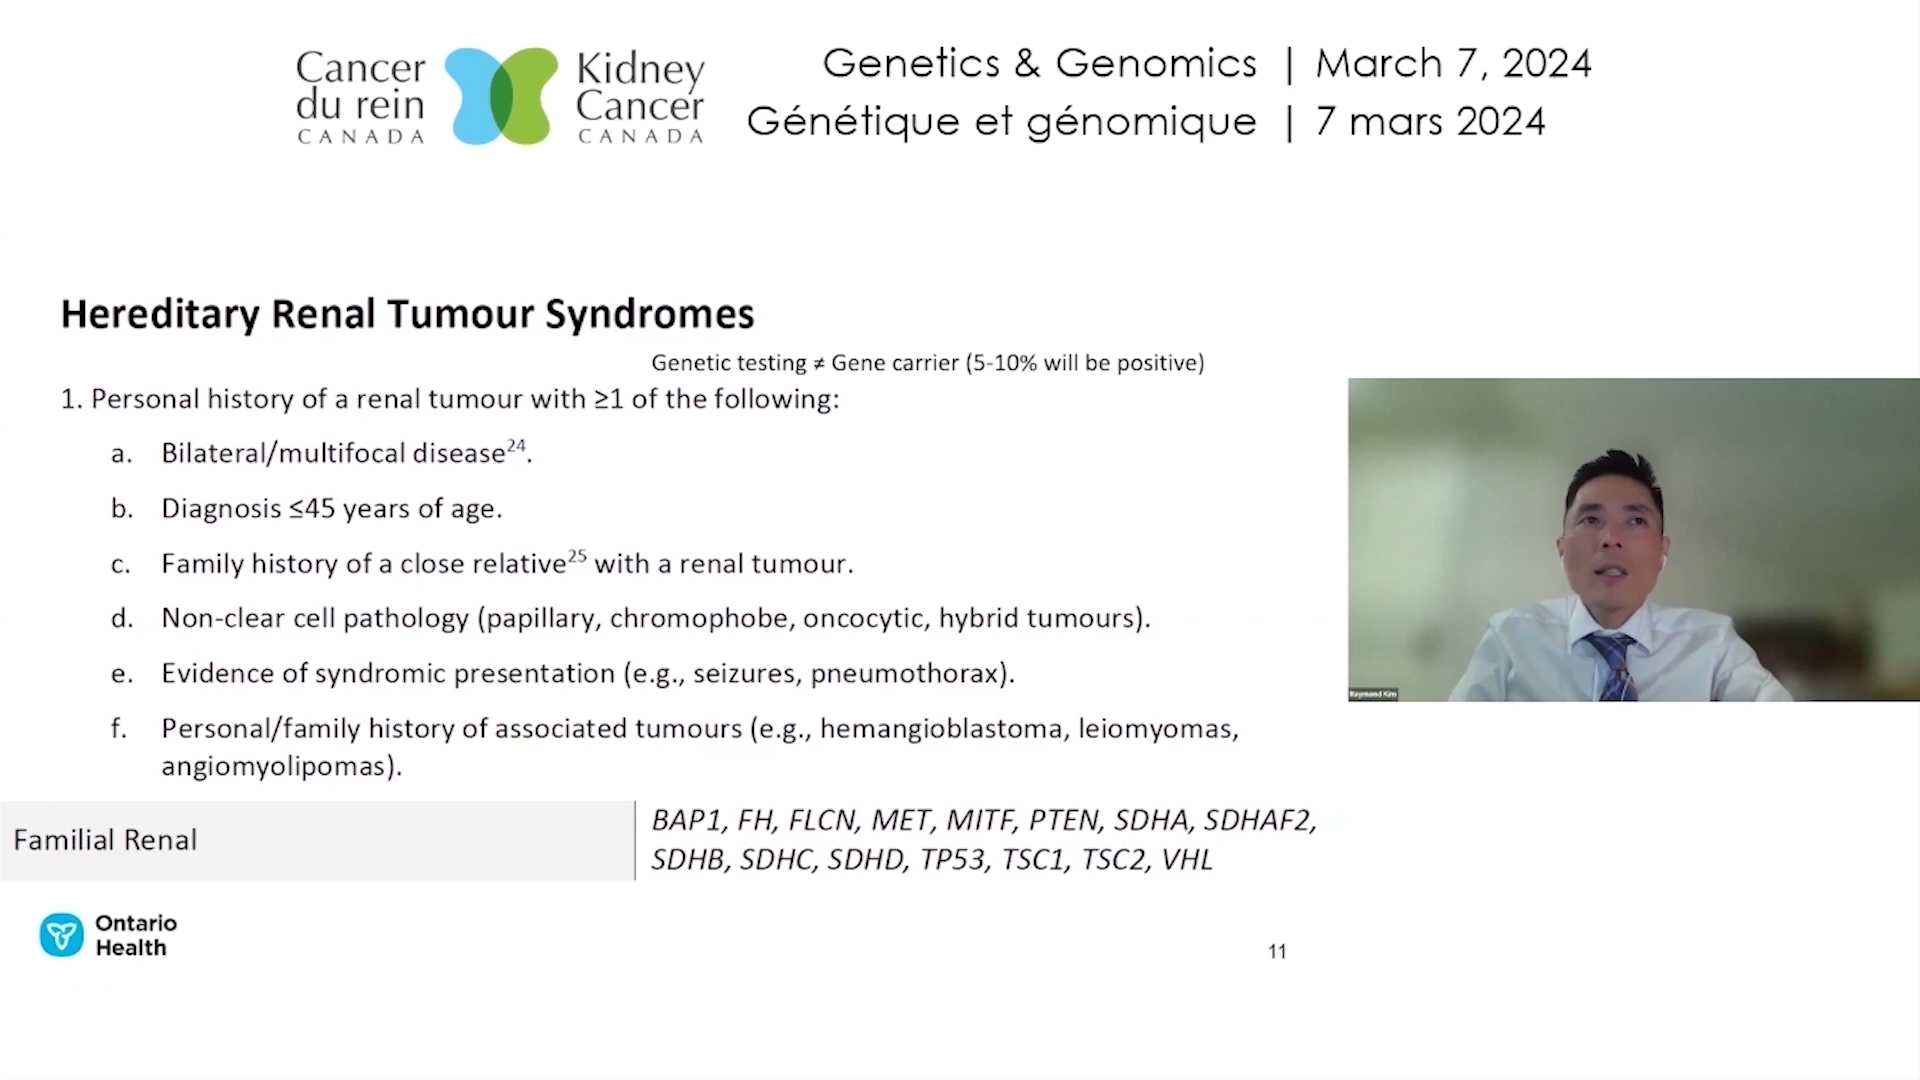 Cancer
du rein
CANADA
Kidney
Cancer
CANADA
Genetics & Genomics | March 7, 2024
Génétique et génomique | 7 mars 2024
Hereditary Renal Tumour Syndromes
Genetic testing ≠ Gene carrier (5-10% will be positive)
1. Personal history of a renal tumour with ≥1 of the following:
a. Bilateral/multifocal disease24.
b. Diagnosis ≤45 years of age.
c. Family history of a close relative25 with a renal tumour.
d. Non-clear cell pathology (papillary, chromophobe, oncocytic, hybrid tumours).
e. Evidence of syndromic presentation (e.g., seizures, pneumothorax).
f. Personal/family history of associated tumours (e.g., hemangioblastoma, leiomyomas,
angiomyolipomas).
Raymond Kim
Familial Renal
BAP1, FH, FLCN, MET, MITF, PTEN, SDHA, SDHAF2,
SDHB, SDHC, SDHD, TP53, TSC1, TSC2, VHL
Ontario
Health
11